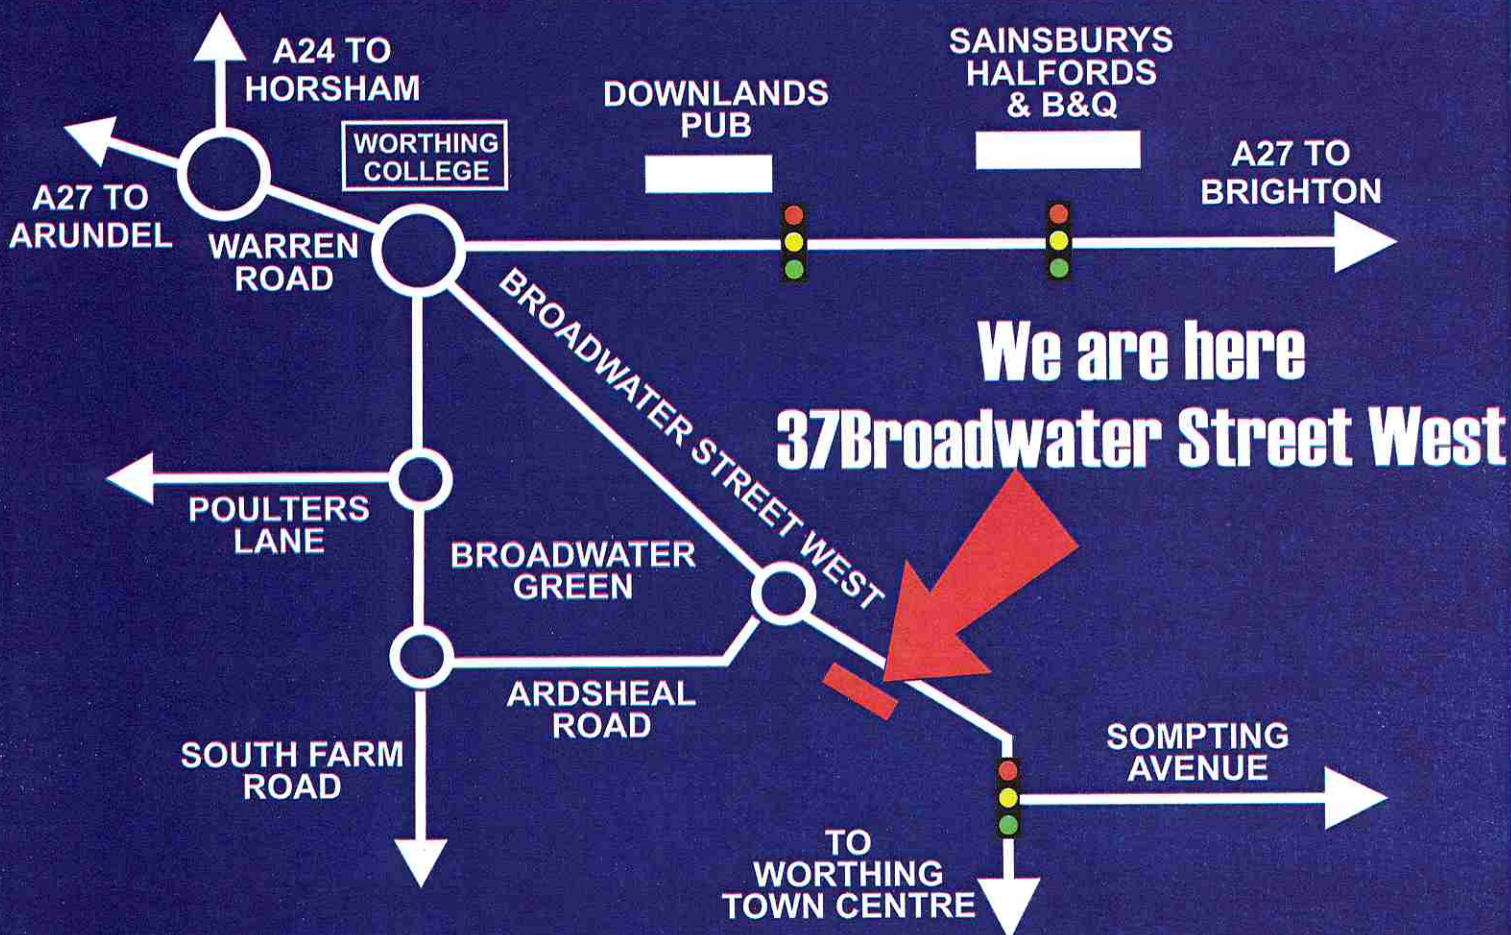 A24 TO
HORSHAM
A27 TO
ARUNDEL
WARREN
ROAD
WORTHING
COLLEGE
DOWNLANDS
PUB
SAINSBURYS
HALFORDS
& B&Q
A27 TO
BRIGHTON
BROADWATER STREET WEST
We are here
37Broadwater Street West
POULTERS
LANE
BROADWATER
GREEN
ARDSHEAL
ROAD
SOUTH FARM
ROAD
SOMPTING
AVENUE
TO
WORTHING
TOWN CENTRE